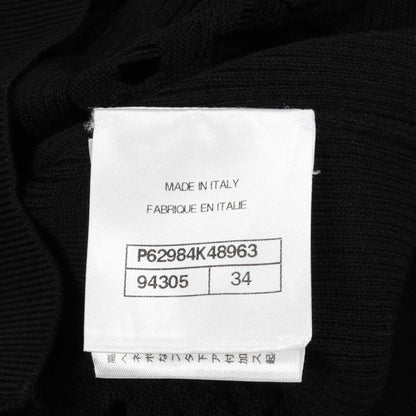 MADE IN ITALY
FABRIQUE EN ITALIE
P62984K48963
94305 34